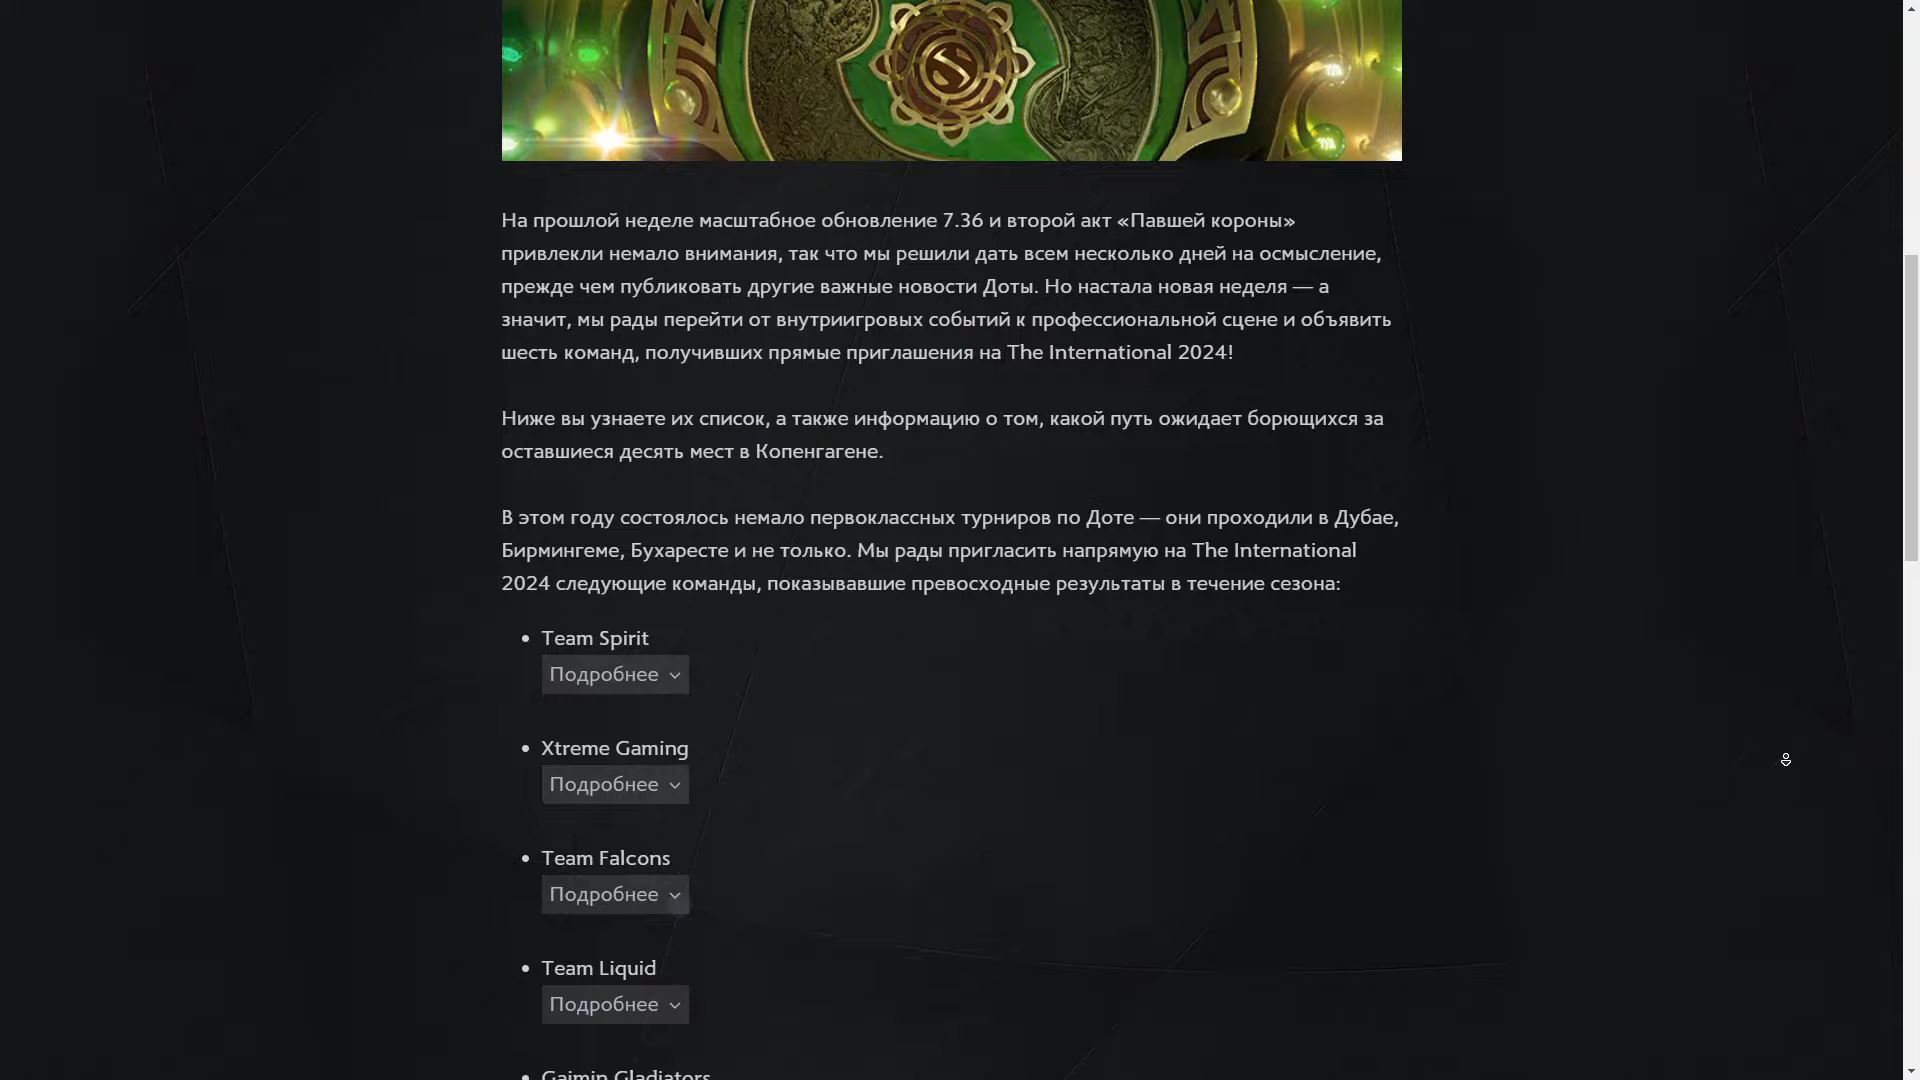 На прошлой неделе масштабное обновление 7.36 и второй акт «Павшей короны»
привлекли немало внимания, так что мы решили дать всем несколько дней на осмысление,
прежде чем публиковать другие важные новости Доты. Но настала новая неделя — а
значит, мы рады перейти от внутриигровых событий к профессиональной сцене и объявить
шесть команд, получивших прямые приглашения на The International 2024!
Ниже вы узнаете их список, а также информацию о том, какой путь ожидает борющихся за
оставшиеся десять мест в Копенгагене.
В этом году состоялось немало первоклассных турниров по Доте — они проходили в Дубае,
Бирмингеме, Бухаресте и не только. Мы рады пригласить напрямую на The International
2024 следующие команды, показывавшие превосходные результаты в течение сезона:
• Team Spirit
Подробнее
• Xtreme Gaming
Подробнее
• Team Falcons
Подробнее
• Team Liquid
Подробнее
• Gaimin Gladiators